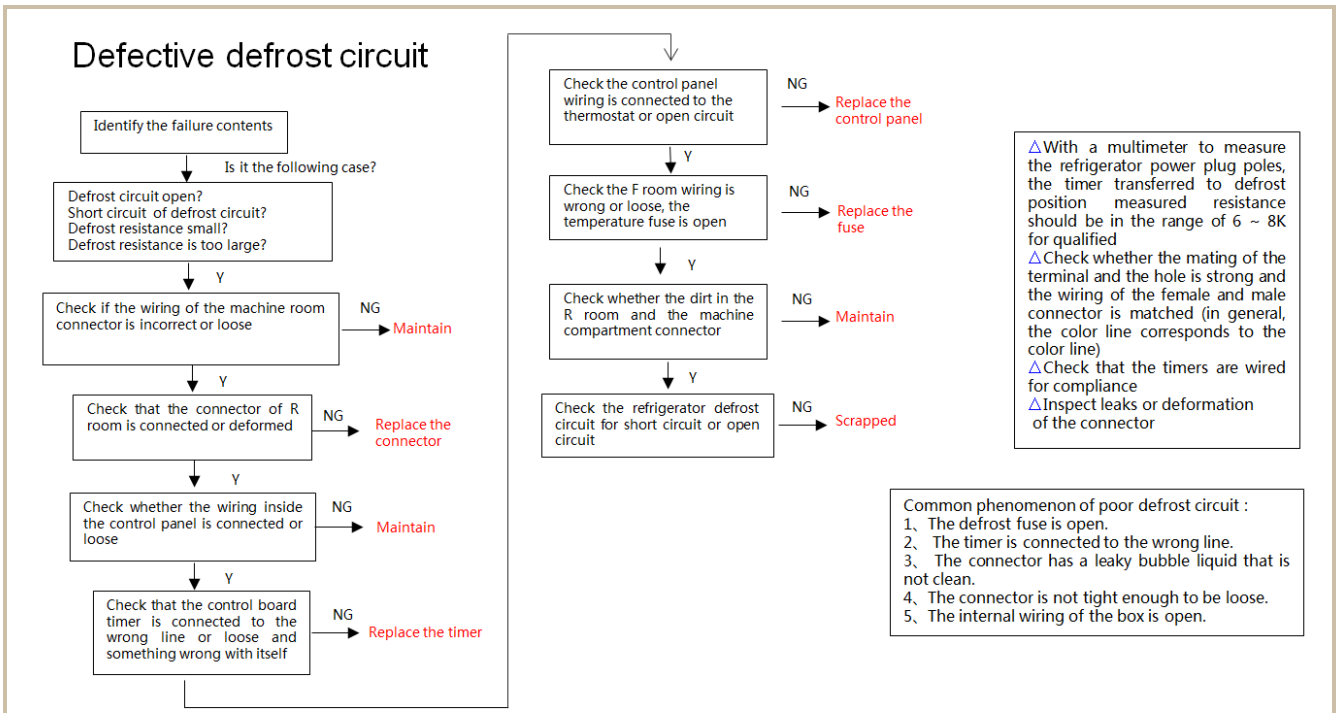 Defective defrost circuit
Identify the failure contents
Is it the following case?
Defrost circuit open?
Short circuit of defrost circuit?
Defrost resistance small?
Defrost resistance is too large?
Y
Check if the wiring of the machine room
connector is incorrect or loose
NG
Maintain
Y
Check that the connector of R
room is connected or deformed
NG
Replace the
connector
Y
Check whether the wiring inside
the control panel is connected or
loose
NG
Maintain
Y
Check that the control board
timer is connected to the
wrong line or loose and
something wrong with itself
NG
Replace the timer
Check the control panel
wiring is connected to the
thermostat or open circuit
NG
Replace the
control panel
Y
Check the F room wiring is
wrong or loose, the
temperature fuse is open
NG
Replace the
fuse
Y
Check whether the dirt in the
R room and the machine
compartment connector
NG
Maintain
Y
Check the refrigerator defrost
circuit for short circuit or open
circuit
NG
Scrapped
△With a multimeter to measure
the refrigerator power plug poles,
the timer transferred to defrost
position measured resistance
should be in the range of 6 ~ 8K
for qualified
△Check whether the mating of the
terminal and the hole is strong and
the wiring of the female and male
connector is matched (in general,
the color line corresponds to the
color line)
△Check that the timers are wired
for compliance
△Inspect leaks or deformation
of the connector
Common phenomenon of poor defrost circuit :
1、The defrost fuse is open.
2、 The timer is connected to the wrong line.
3、 The connector has a leaky bubble liquid that is
not clean.
4、The connector is not tight enough to be loose.
5、The internal wiring of the box is open.